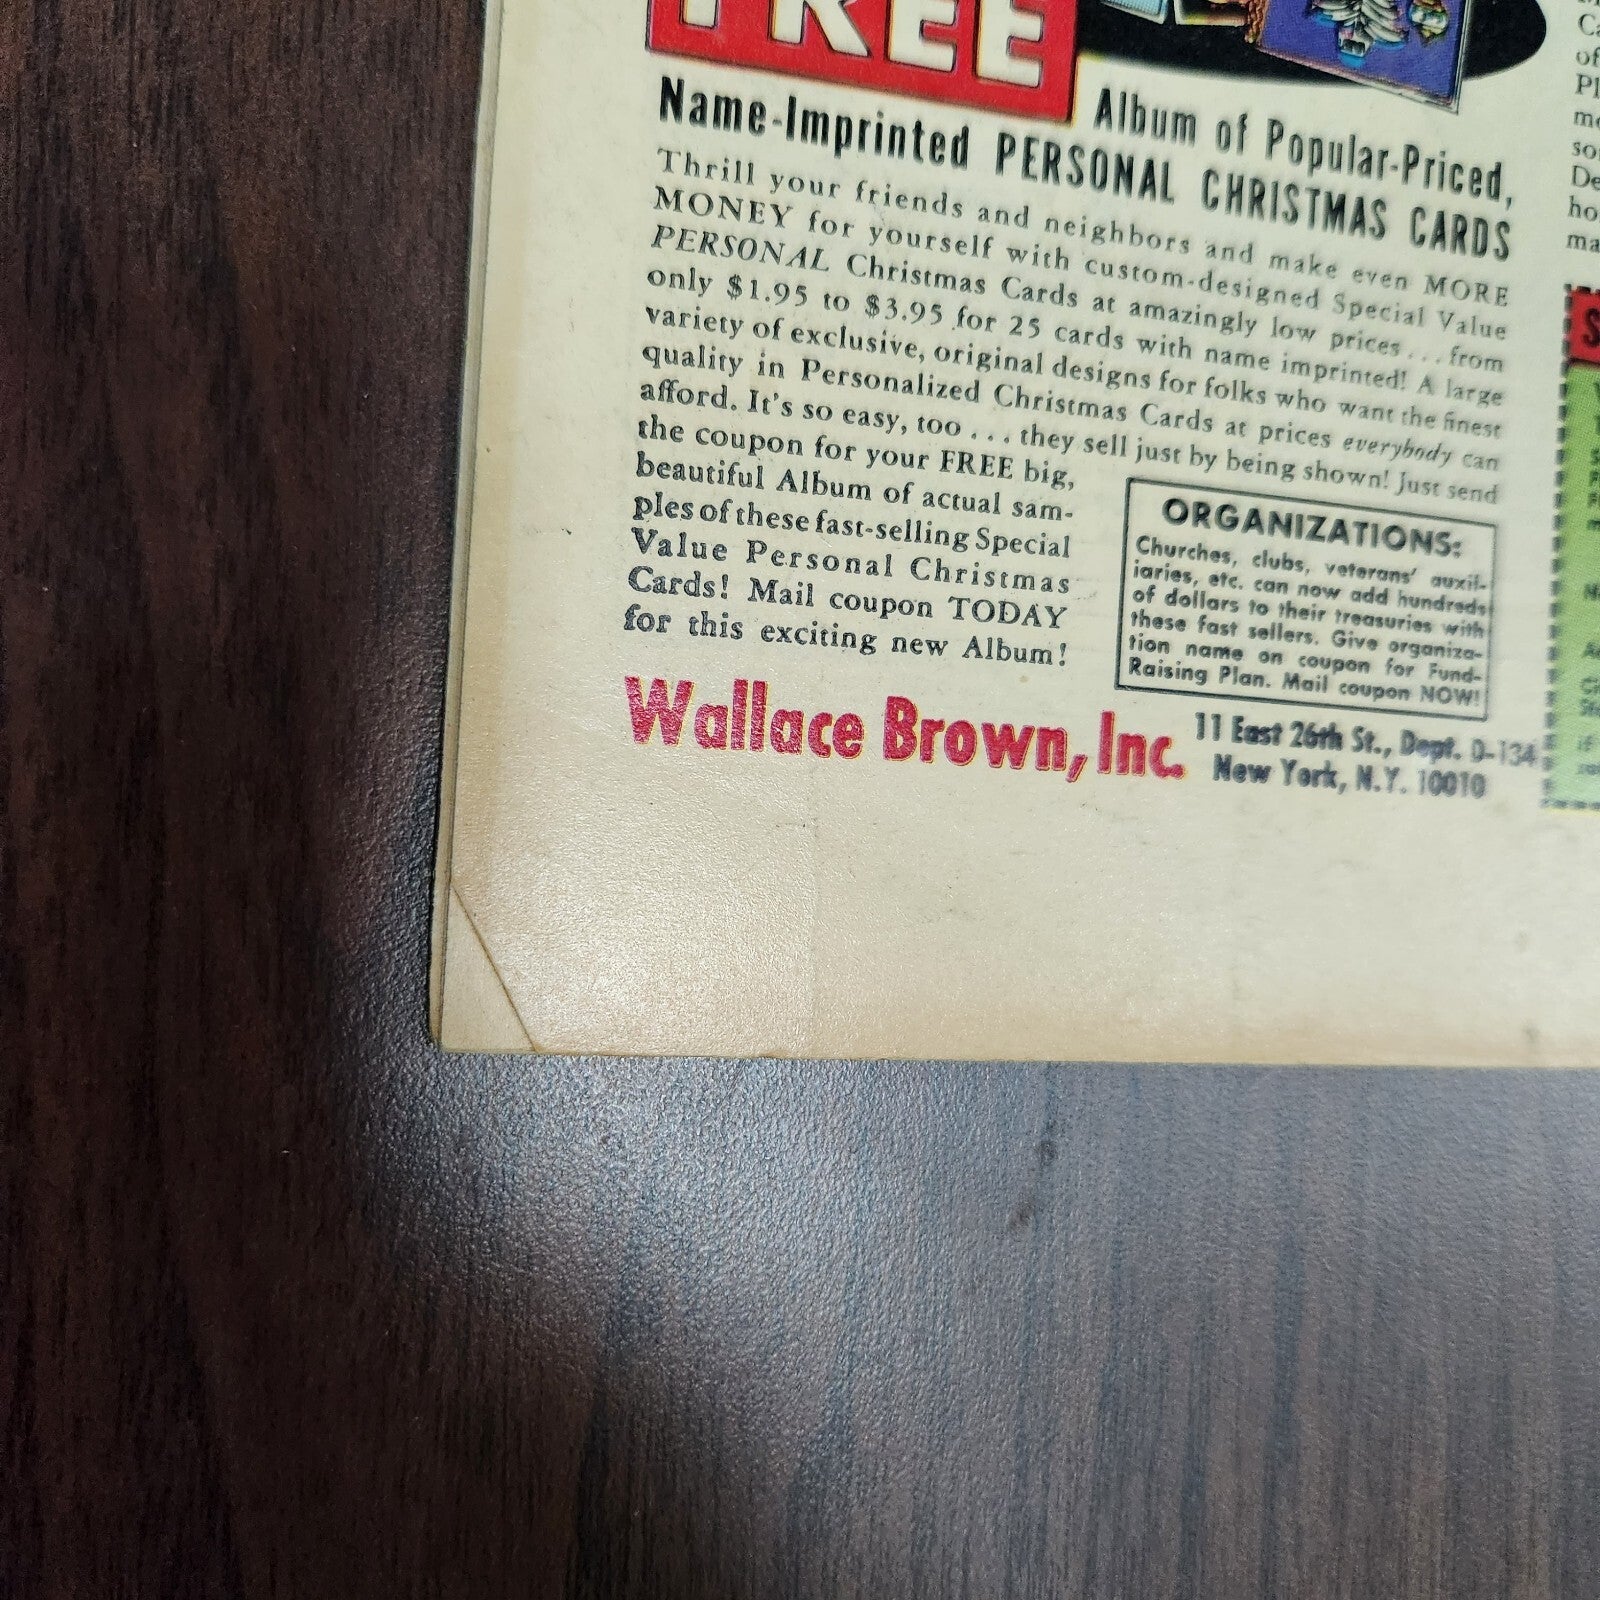 FREE
Album of Popular-Priced,
Name-Imprinted PERSONAL CHRISTMAS CARDS
Thrill your friends and neighbors and make even MORE
MONEY for yourself with custom-designed Special Value
PERSONAL Christmas Cards at amazingly low prices . . . from
only $1.95 to $3.95 for 25 cards with name imprinted! A large
variety of exclusive, original designs for folks who want the finest
quality in Personalized Christmas Cards at prices everybody can
afford. It's so easy, too . . . they sell just by being shown! Just send
the coupon for your FREE big,
beautiful Album of actual sam-
ples of these fast-selling Special
Value Personal Christmas
Cards! Mail coupon TODAY
for this exciting new Album!
ORGANIZATIONS:
Churches, clubs, veterans' auxil-
iaries, etc. can now add hundreds
of dollars to their treasuries with
these fast sellers. Give organiza-
tion name on coupon for Fund-
Raising Plan. Mail coupon NOW!
Wallace Brown, Inc.
11 East 26th St., Dept. D-134
New York, N.Y. 10010